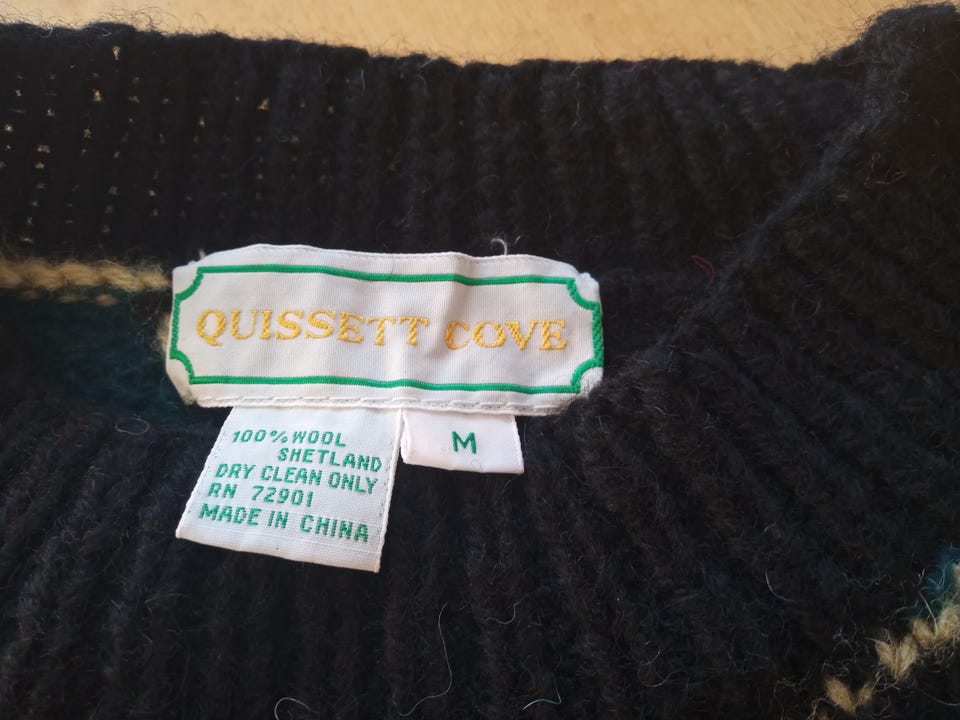 QUISSETT COVE
100% WOOL
SHETLAND
DRY CLEAN ONLY
RN 72901
MADE IN CHINA
M